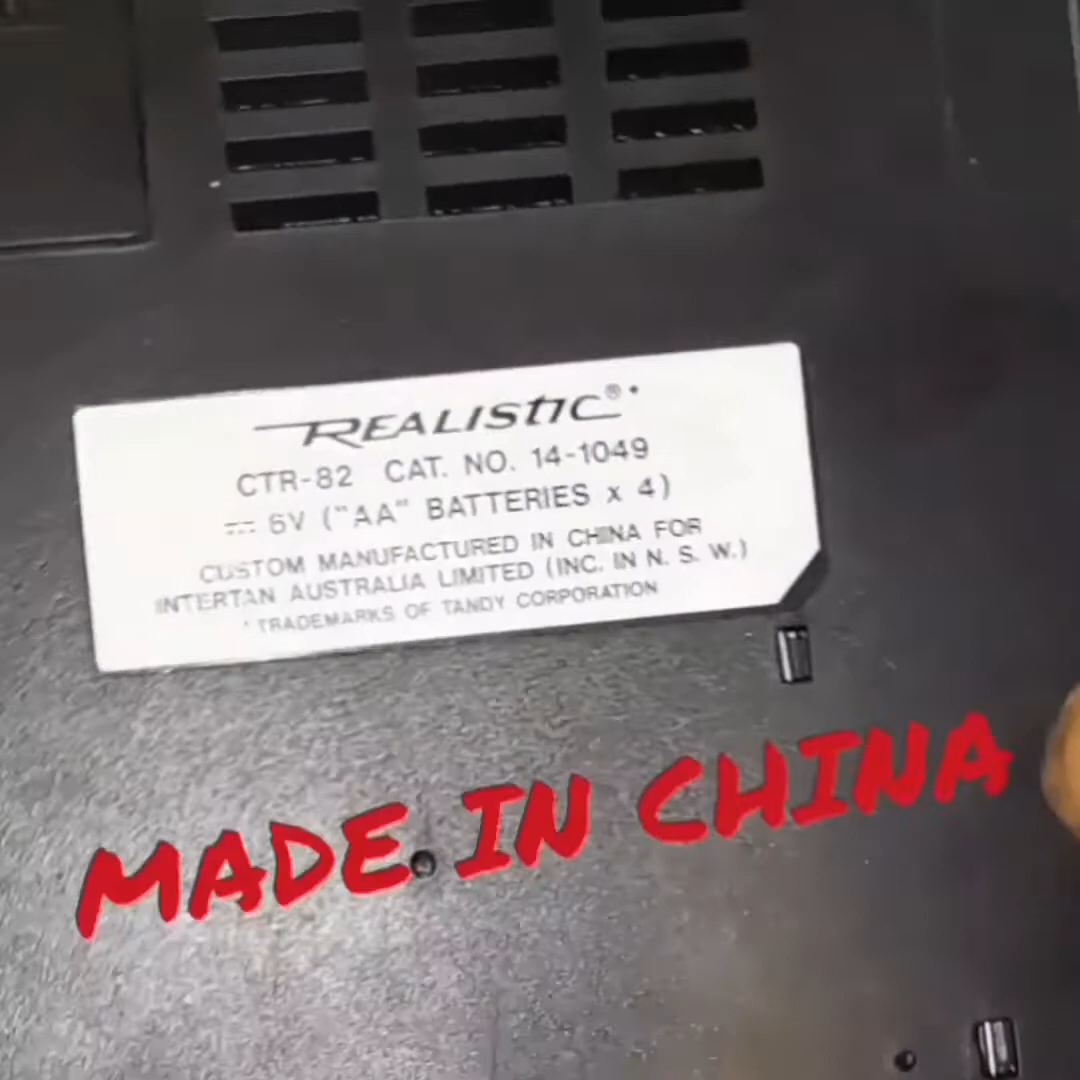 REALISTIC®*
CTR-82 CAT. NO. 14-1049
⎓ 6V ("AA" BATTERIES x 4)
CUSTOM MANUFACTURED IN CHINA FOR
INTERTAN AUSTRALIA LIMITED (INC. IN N. S. W.)
* TRADEMARKS OF TANDY CORPORATION
MADE IN CHINA